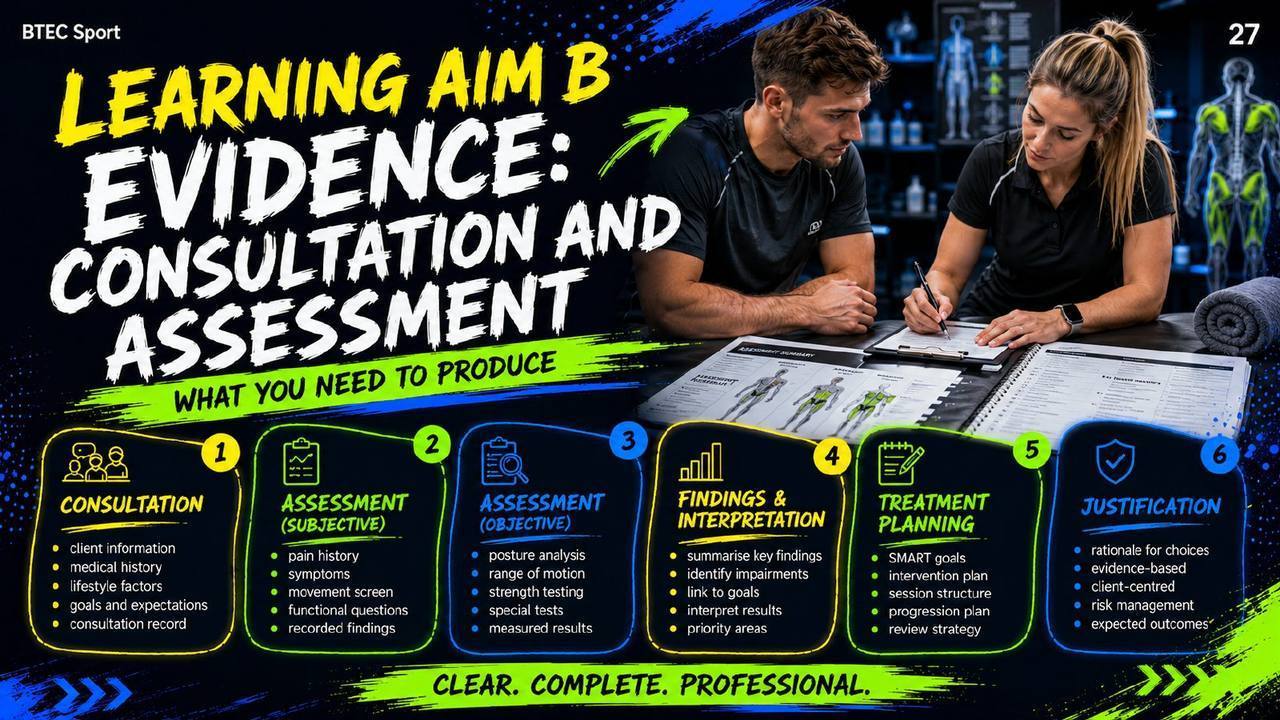 BTEC Sport
27
LEARNING AIM B
EVIDENCE:
CONSULTATION AND
ASSESSMENT
WHAT YOU NEED TO PRODUCE
ASSESSMENT SUMMARY
1
CONSULTATION
client information
medical history
lifestyle factors
goals and expectations
consultation record
2
ASSESSMENT
(SUBJECTIVE)
pain history
symptoms
movement screen
functional questions
recorded findings
3
ASSESSMENT
(OBJECTIVE)
posture analysis
range of motion
strength testing
special tests
measured results
4
FINDINGS &
INTERPRETATION
summarise key findings
identify impairments
link to goals
interpret results
priority areas
5
TREATMENT
PLANNING
SMART goals
intervention plan
session structure
progression plan
review strategy
6
JUSTIFICATION
rationale for choices
evidence-based
client-centred
risk management
expected outcomes
CLEAR. COMPLETE. PROFESSIONAL.